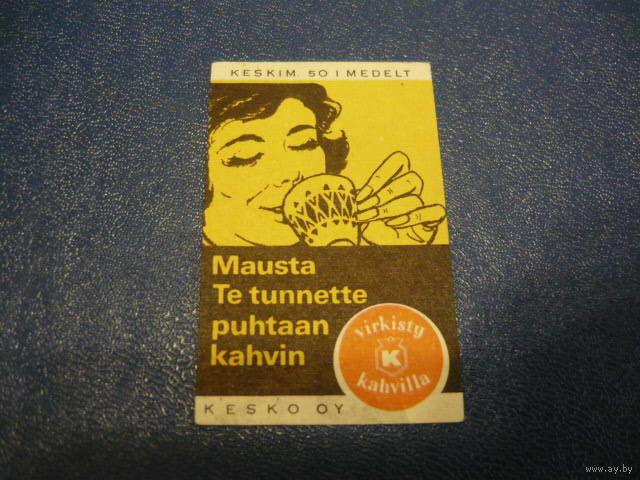 KESKIM. 50 I MEDELT
Mausta
Te tunnette
puhtaan
kahvin
virkisty
K
kahvilla
KESKO OY
www.ay.by